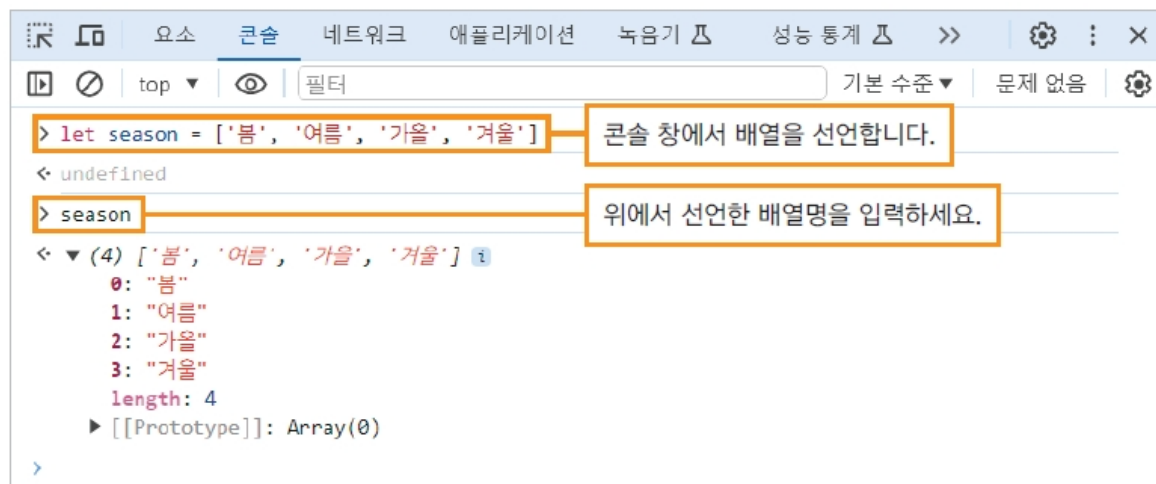 요소 콘솔 네트워크 애플리케이션 녹음기 성능 통계 >>
top ▼ 필터 기본 수준 ▼ 문제 없음
> let season = ['봄', '여름', '가을', '겨울'] 콘솔 창에서 배열을 선언합니다.
undefined
> season 위에서 선언한 배열명을 입력하세요.
▼ (4) ['봄', '여름', '가을', '겨울'] i
0: "봄"
1: "여름"
2: "가을"
3: "겨울"
length: 4
▶ [[Prototype]]: Array(0)
>